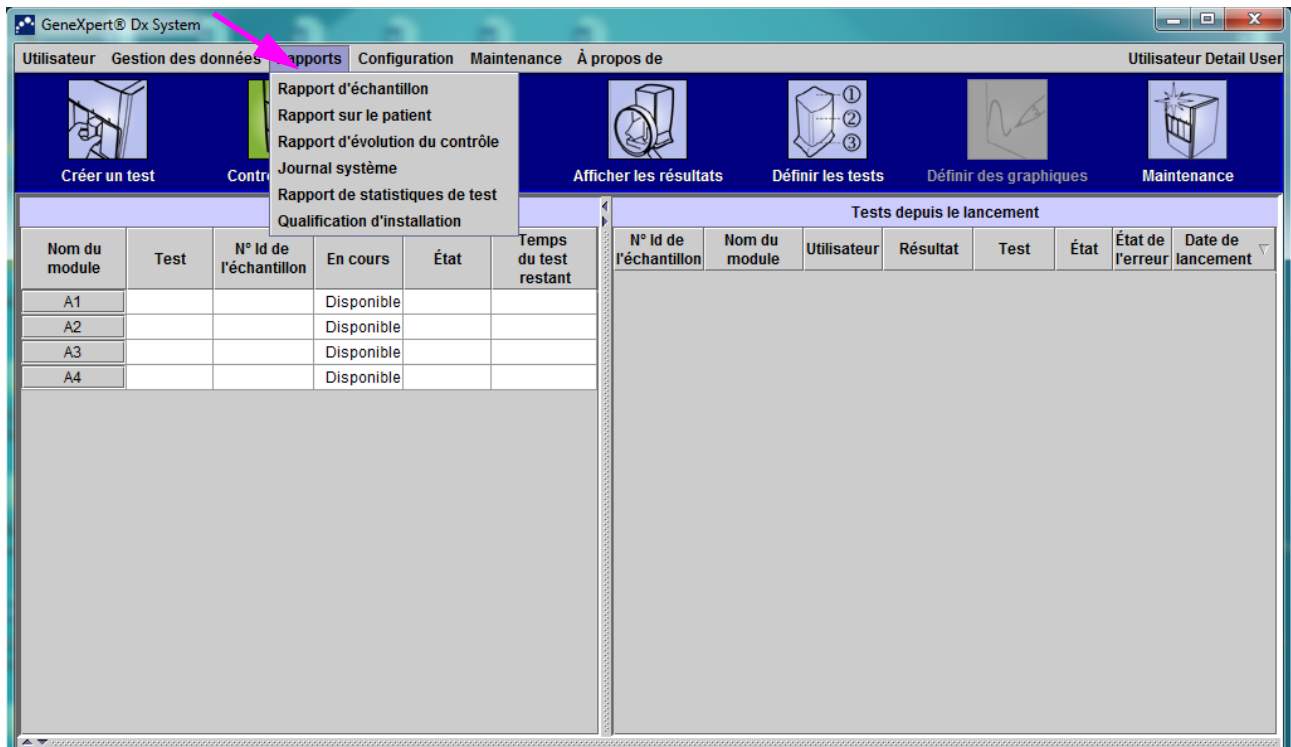 GeneXpert® Dx System
Utilisateur Gestion des données Rapports Configuration Maintenance À propos de Utilisateur Detail User
Rapport d'échantillon
Rapport sur le patient
Rapport d'évolution du contrôle
Journal système
Rapport de statistiques de test
Qualification d'installation
① ② ③
Créer un test Afficher les résultats Définir les tests Définir des graphiques Maintenance
Tests depuis le lancement
Nom du module Test N° Id de l'échantillon En cours État Temps du test restant
N° Id de l'échantillon Nom du module Utilisateur Résultat Test État État de l'erreur Date de lancement
A1 Disponible
A2 Disponible
A3 Disponible
A4 Disponible